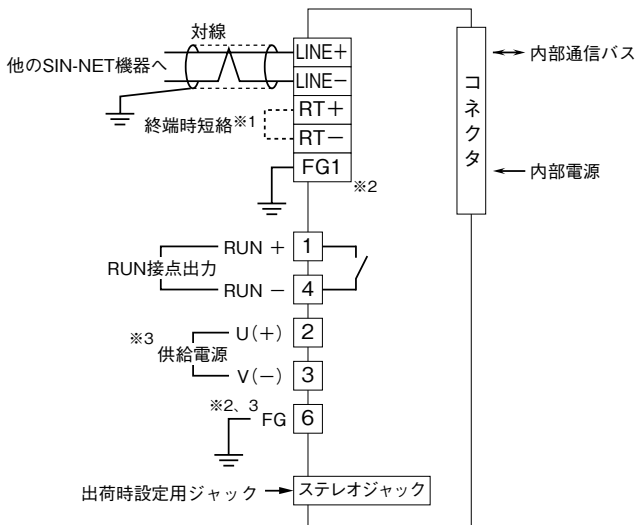 対線
他のSIN-NET機器へ
LINE+
LINE−
終端時短絡※1
RT+
RT−
FG1
※2
コネクタ
内部通信バス
内部電源
RUN接点出力
RUN +
1
RUN −
4
※3
供給電源
U(+)
2
V(−)
3
※2、3
FG
6
出荷時設定用ジャック
ステレオジャック